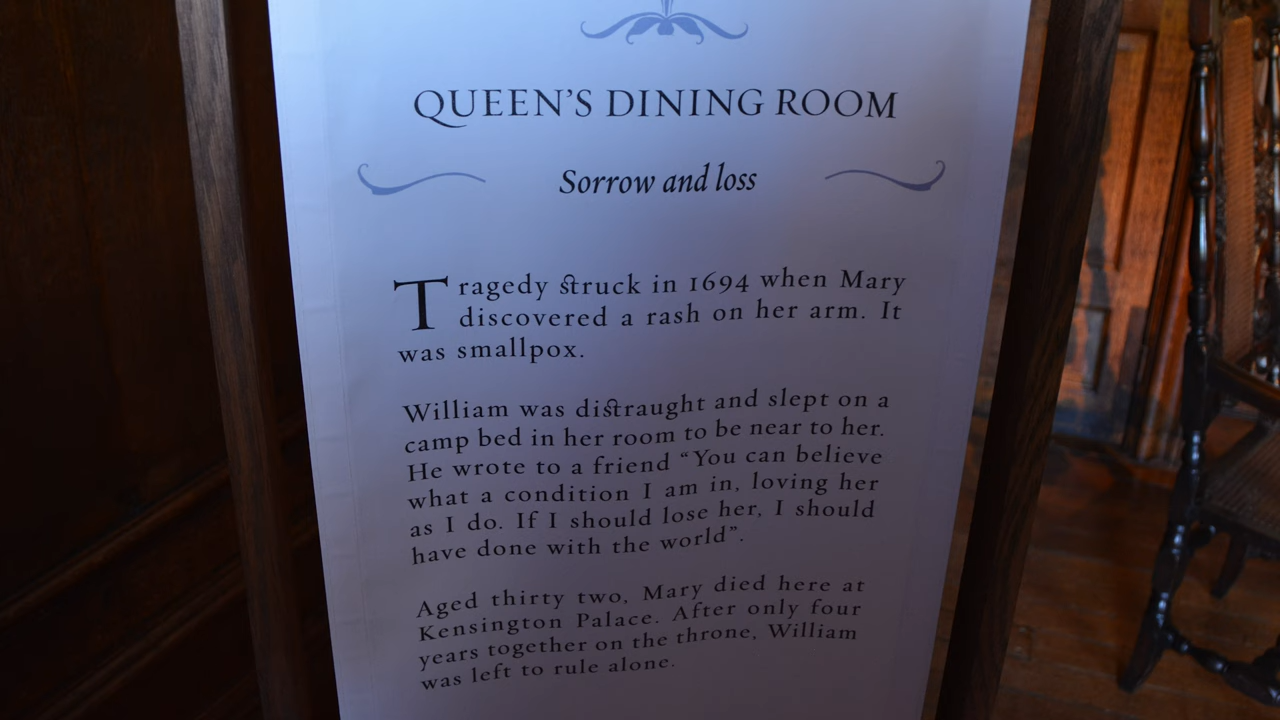 QUEEN'S DINING ROOM
Sorrow and loss
Tragedy struck in 1694 when Mary
discovered a rash on her arm. It
was smallpox.
William was distraught and slept on a
camp bed in her room to be near to her.
He wrote to a friend “You can believe
what a condition I am in, loving her
as I do. If I should lose her, I should
have done with the world”.
Aged thirty two, Mary died here at
Kensington Palace. After only four
years together on the throne, William
was left to rule alone.